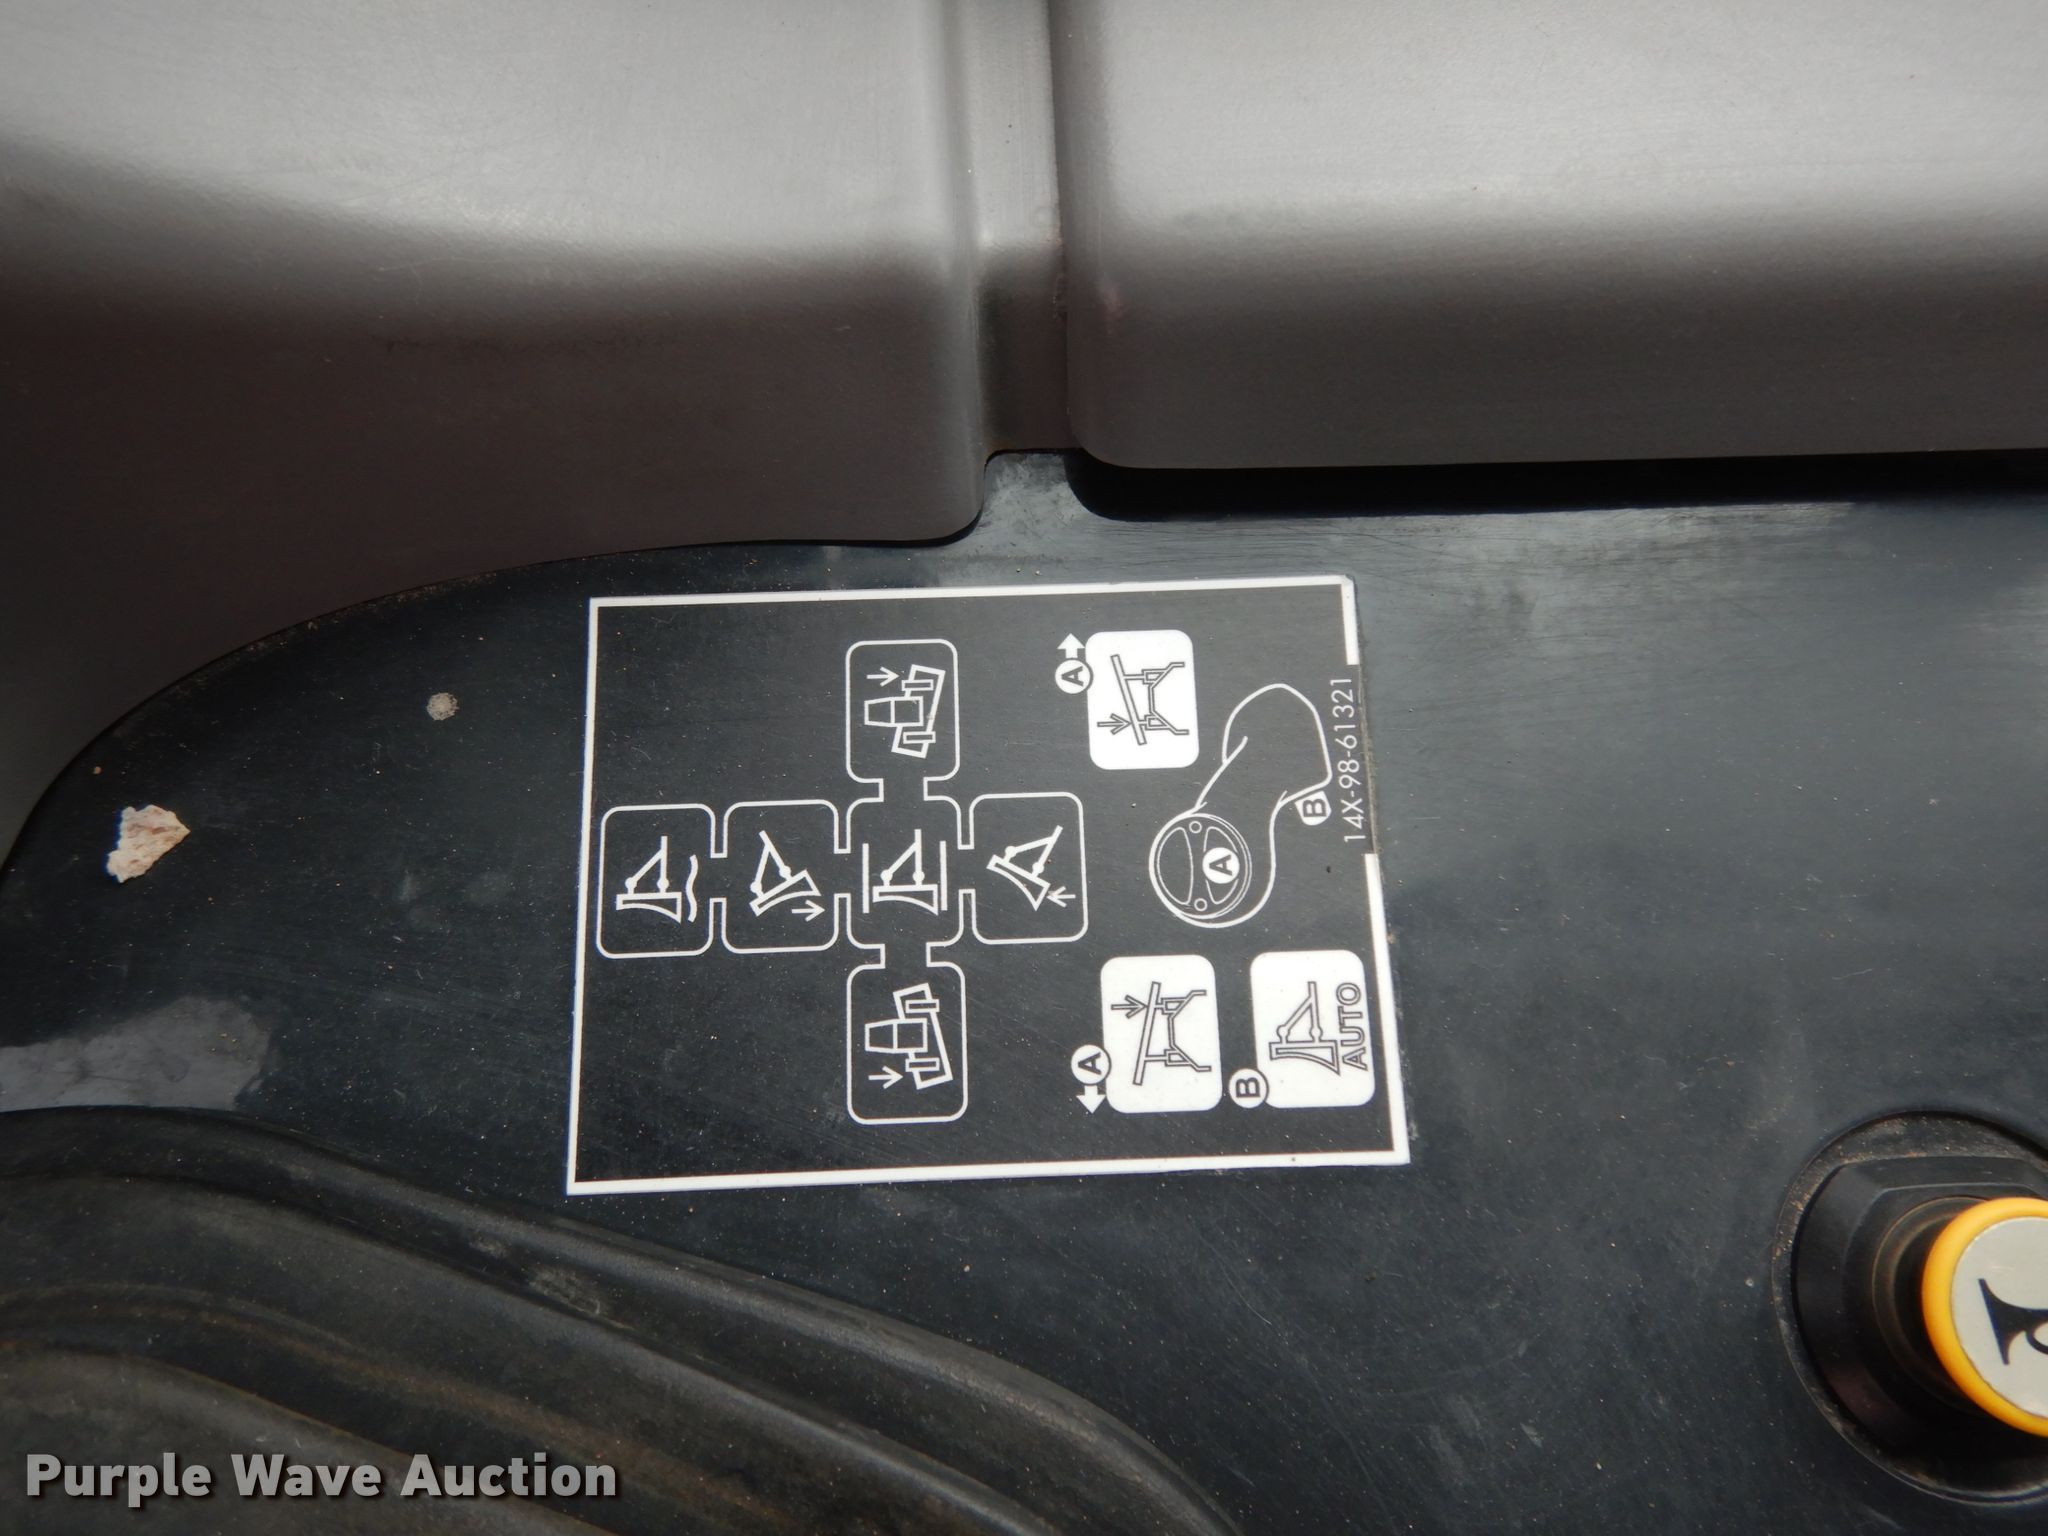 A
A
A
B
14X-98-61321
B
AUTO
Purple Wave Auction